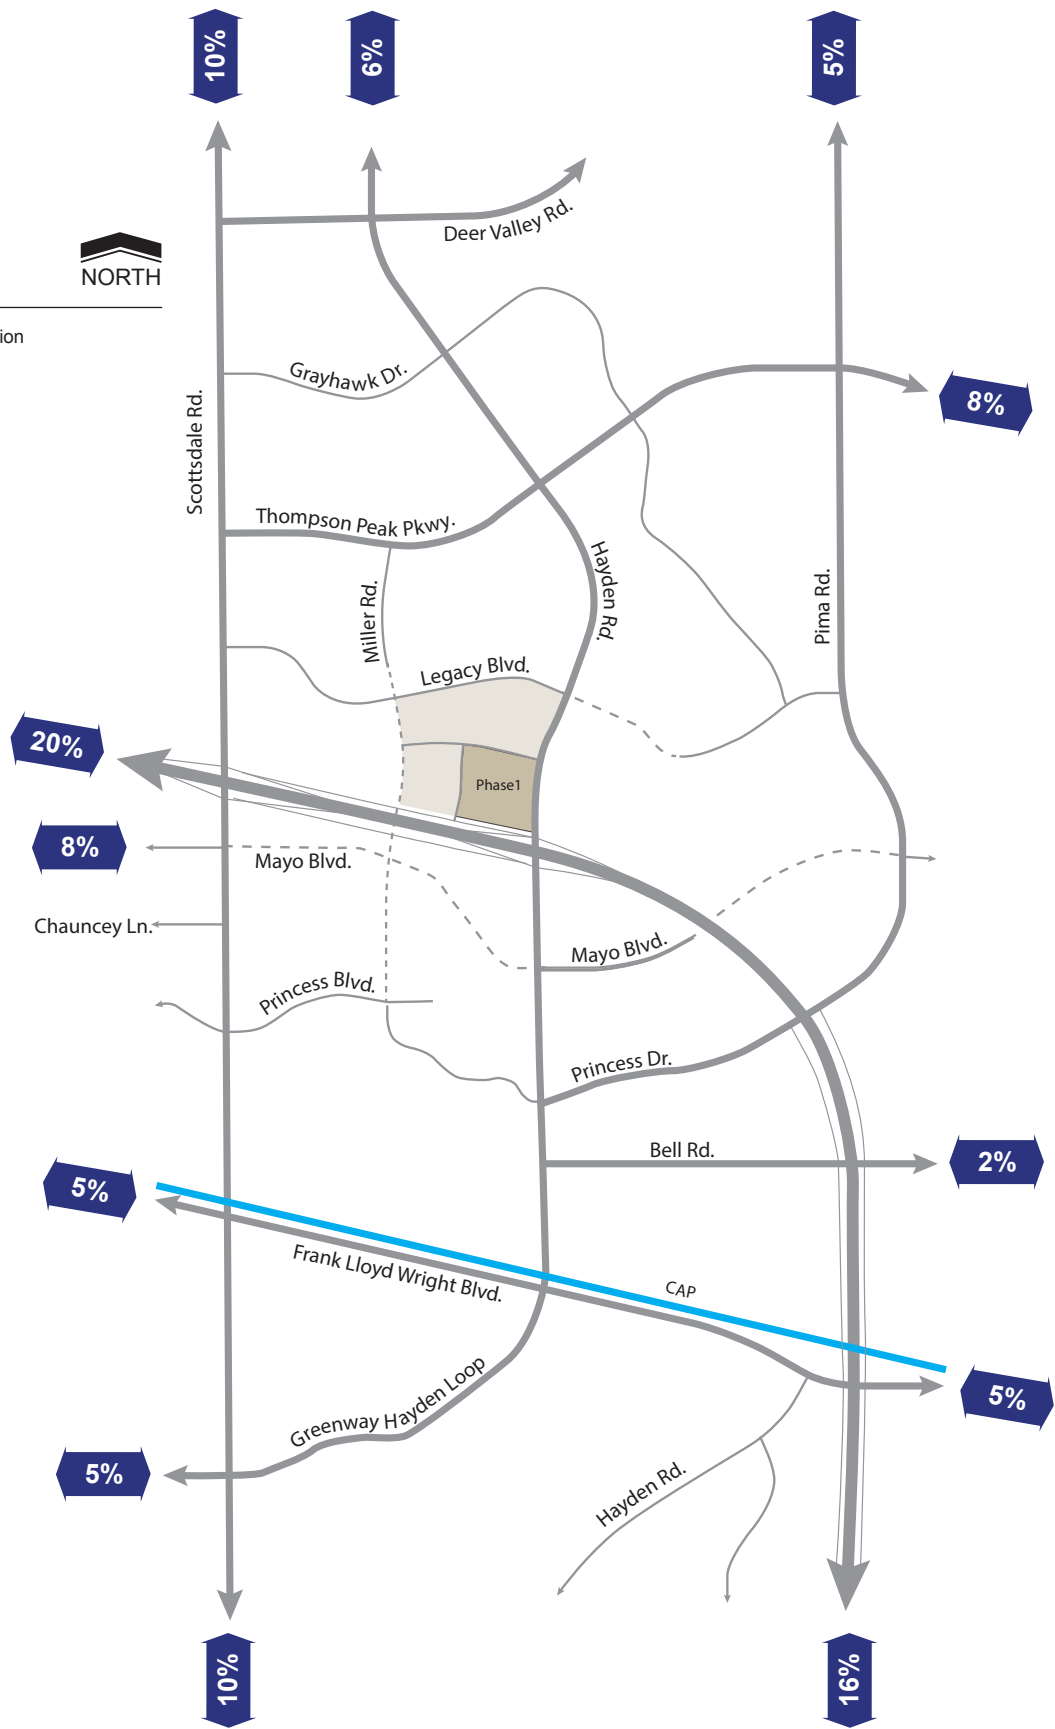 10%
6%
5%
Deer Valley Rd.
NORTH
ion
Grayhawk Dr.
8%
Scottsdale Rd.
Thompson Peak Pkwy.
Hayden Rd.
Miller Rd.
Pima Rd.
Legacy Blvd.
20%
Phase1
8%
Mayo Blvd.
Chauncey Ln.
Mayo Blvd.
Princess Blvd.
Princess Dr.
Bell Rd.
2%
5%
Frank Lloyd Wright Blvd.
CAP
5%
Greenway Hayden Loop
5%
Hayden Rd.
10%
16%